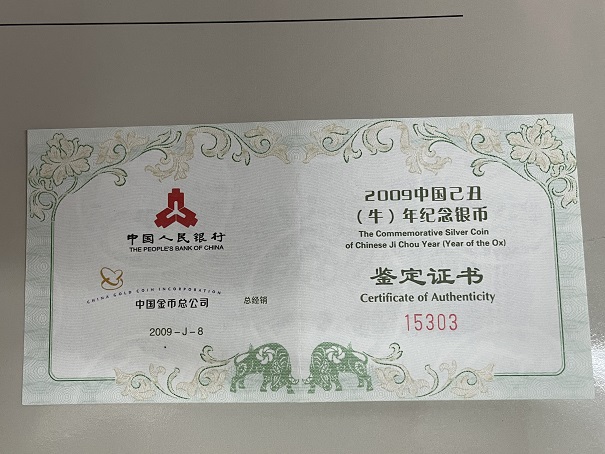 中国人民银行
THE PEOPLE'S BANK OF CHINA
CHINA GOLD COIN INCORPORATION
中国金币总公司 总经销
2009-J-8
2009中国己丑
(牛)年纪念银币
The Commemorative Silver Coin
of Chinese Ji Chou Year (Year of the Ox)
鉴定证书
Certificate of Authenticity
15303